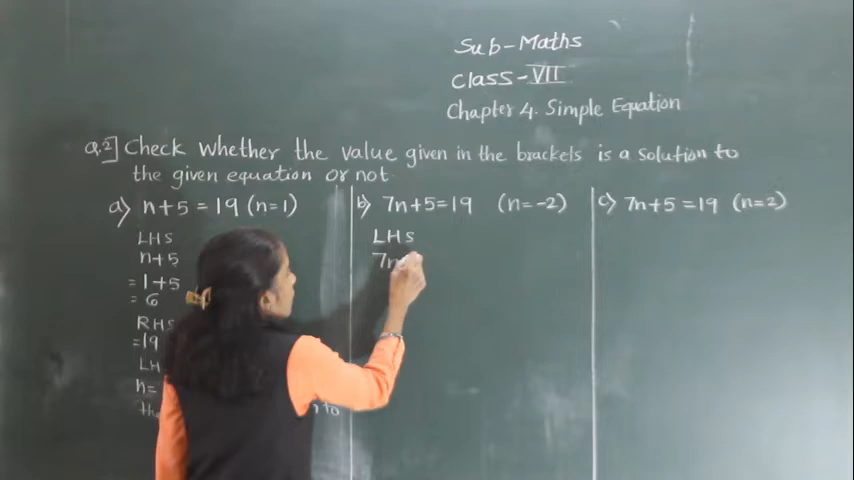 Sub-Maths
Class-VII
Chapter 4. Simple Equation
Q.2] Check whether the value given in the brackets is a solution to
the given equation or not.
a) n+5=19 (n=1)
LHS
n+5
=1+5
=6
RHS
=19
LH
n=
to
b) 7n+5=19 (n=-2)
LHS
7n
c) 7n+5=19 (n=2)